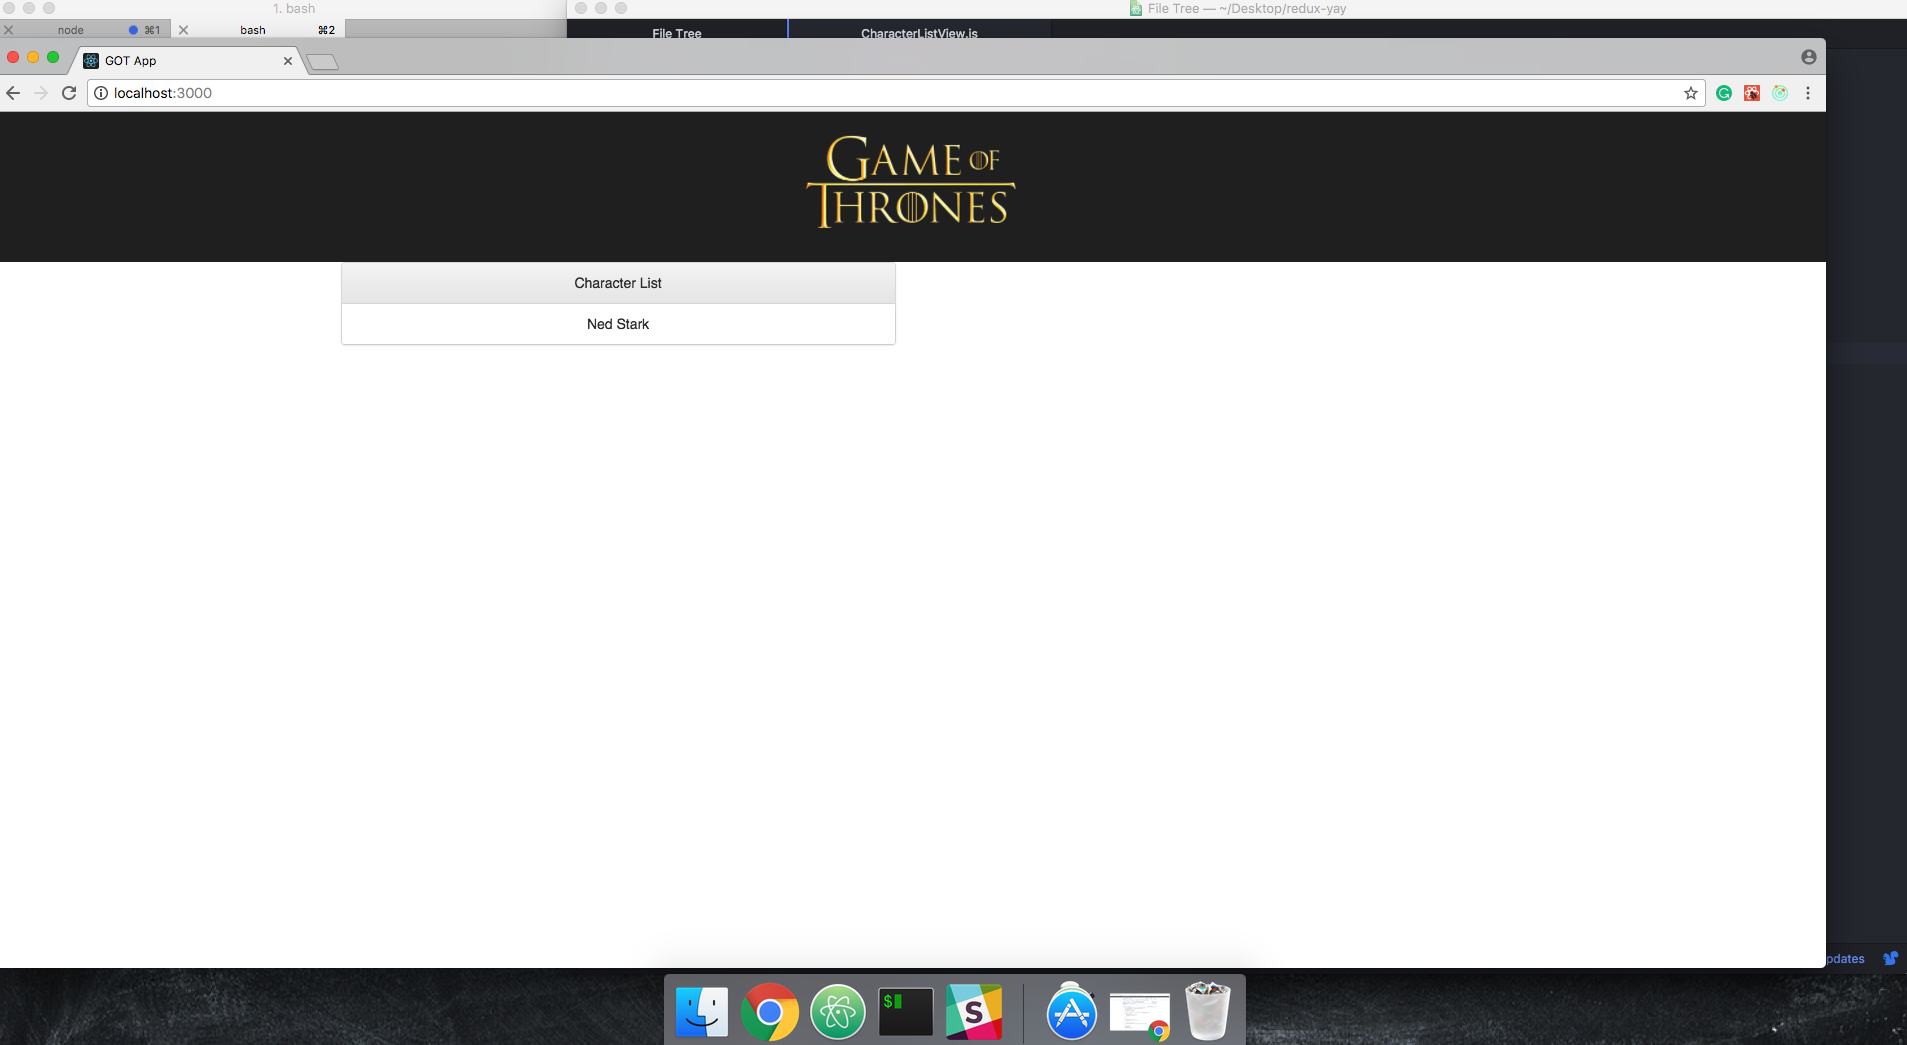 1. bash
File Tree — ~/Desktop/redux-yay
node ⌘1
bash ⌘2
File Tree
CharacterListView.js
GOT App
localhost:3000
GAME OF
THRONES
Character List
Ned Stark
pdates
$
S